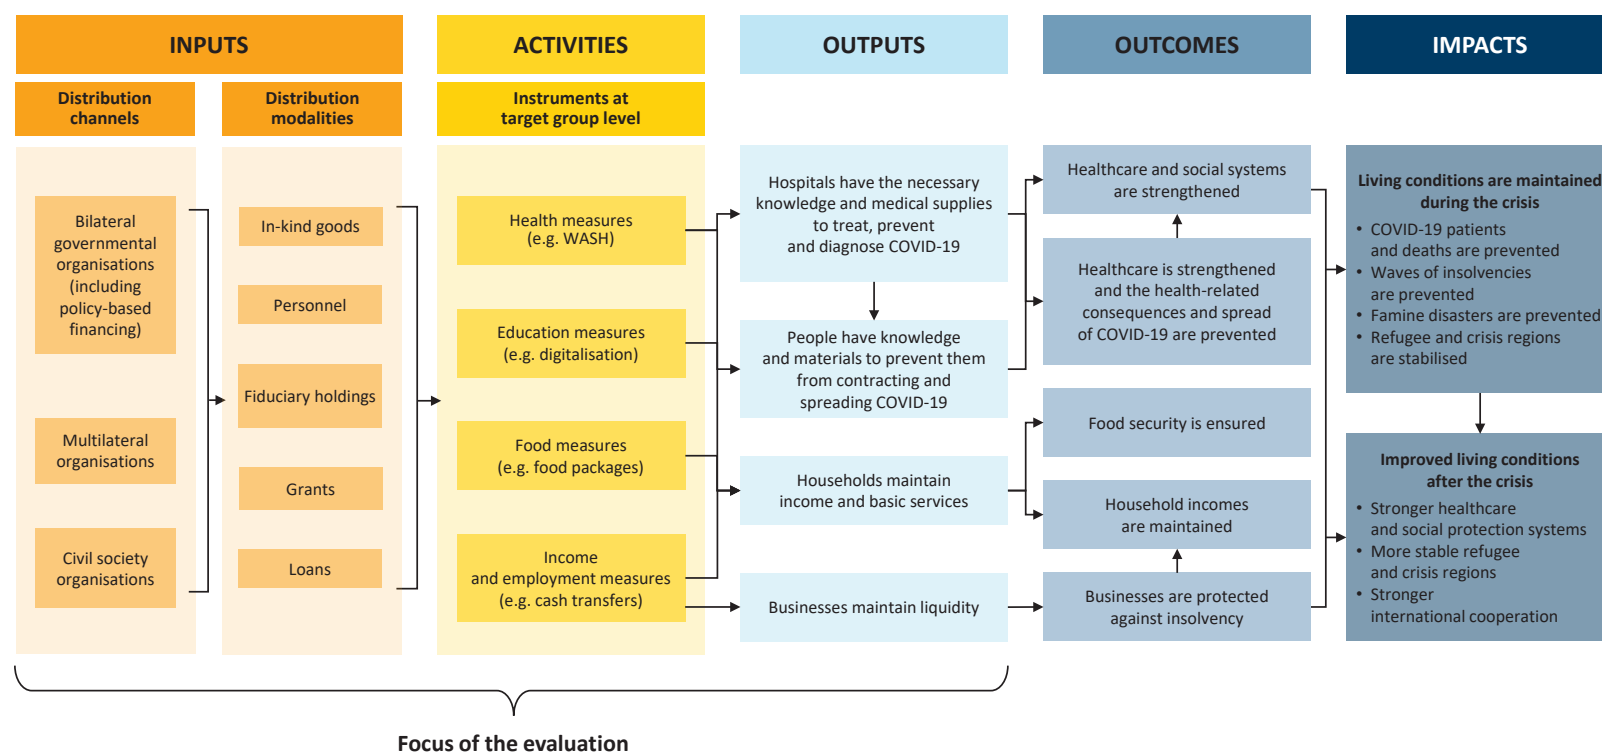 INPUTS
ACTIVITIES
OUTPUTS
OUTCOMES
IMPACTS
Distribution
channels
Distribution
modalities
Instruments at
target group level
Bilateral
governmental
organisations
(including
policy-based
financing)
Multilateral
organisations
Civil society
organisations
In-kind goods
Personnel
Fiduciary holdings
Grants
Loans
Health measures
(e.g. WASH)
Education measures
(e.g. digitalisation)
Food measures
(e.g. food packages)
Income
and employment measures
(e.g. cash transfers)
Hospitals have the necessary
knowledge and medical supplies
to treat, prevent
and diagnose COVID-19
People have knowledge
and materials to prevent them
from contracting and
spreading COVID-19
Households maintain
income and basic services
Businesses maintain liquidity
Healthcare and social systems
are strengthened
Healthcare is strengthened
and the health-related
consequences and spread
of COVID-19 are prevented
Food security is ensured
Household incomes
are maintained
Businesses are protected
against insolvency
Living conditions are maintained
during the crisis
• COVID-19 patients
and deaths are prevented
• Waves of insolvencies
are prevented
• Famine disasters are prevented
• Refugee and crisis regions
are stabilised
Improved living conditions
after the crisis
• Stronger healthcare
and social protection systems
• More stable refugee
and crisis regions
• Stronger
international cooperation
Focus of the evaluation